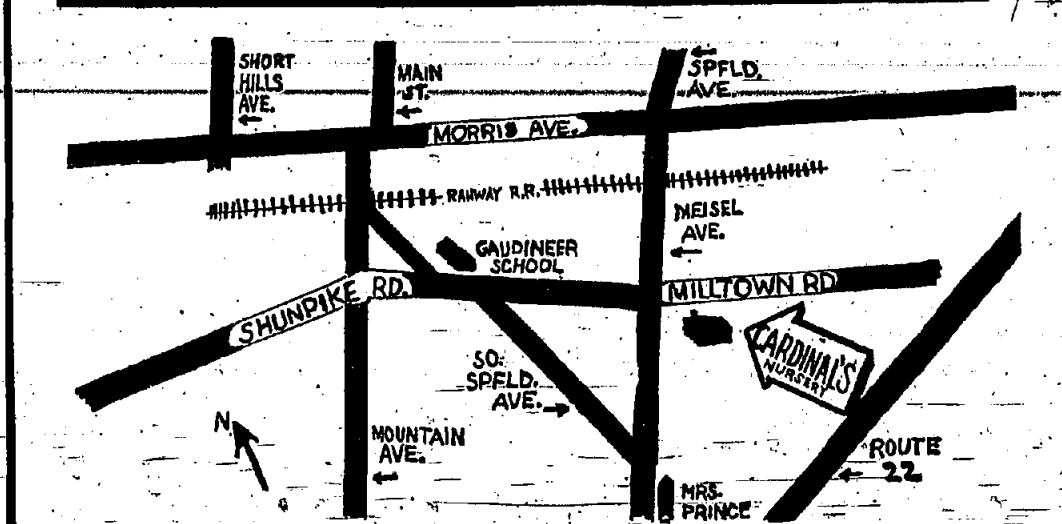 SHORT
HILLS
AVE.
MAIN
ST.
SPFLD.
AVE.
MORRIS AVE.
RAHWAY R.R.
MEISEL
AVE.
GAUDINEER
SCHOOL
SHUNPIKE RD.
MILLTOWN RD
CARDINAL'S
NURSERY
SO.
SPFLD.
AVE.
N
MOUNTAIN
AVE.
ROUTE
22
MRS.
PRINCE